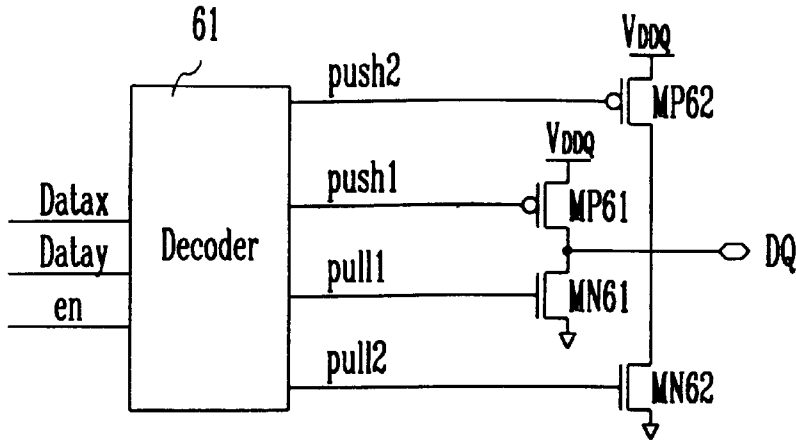 61
VDDQ
push2
MP62
VDDQ
push1
MP61
Datax
Decoder
Datay
DQ
pull1
MN61
en
pull2
MN62